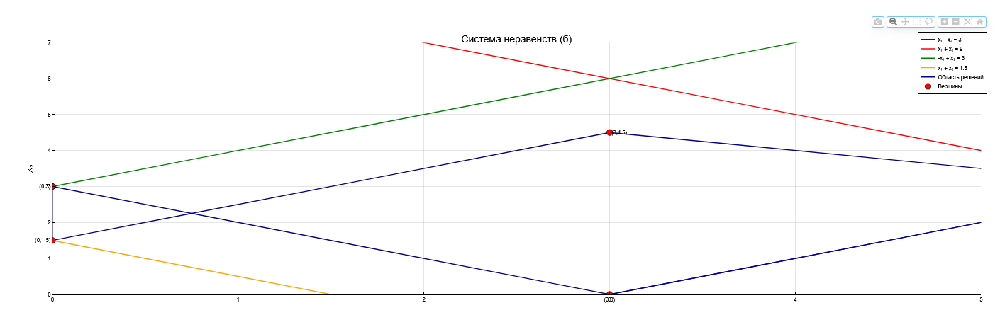 Система неравенств (б)
x₁ - x₂ = 3
x₁ + x₂ = 9
-x₁ + x₂ = 3
x₁ + x₂ = 1.5
Область решений
Вершины
7
6
5
(3,4.5)
4
X₂
(0,3)
2
(0,1.5)
1
0
0
1
2
(3,0)
4
5